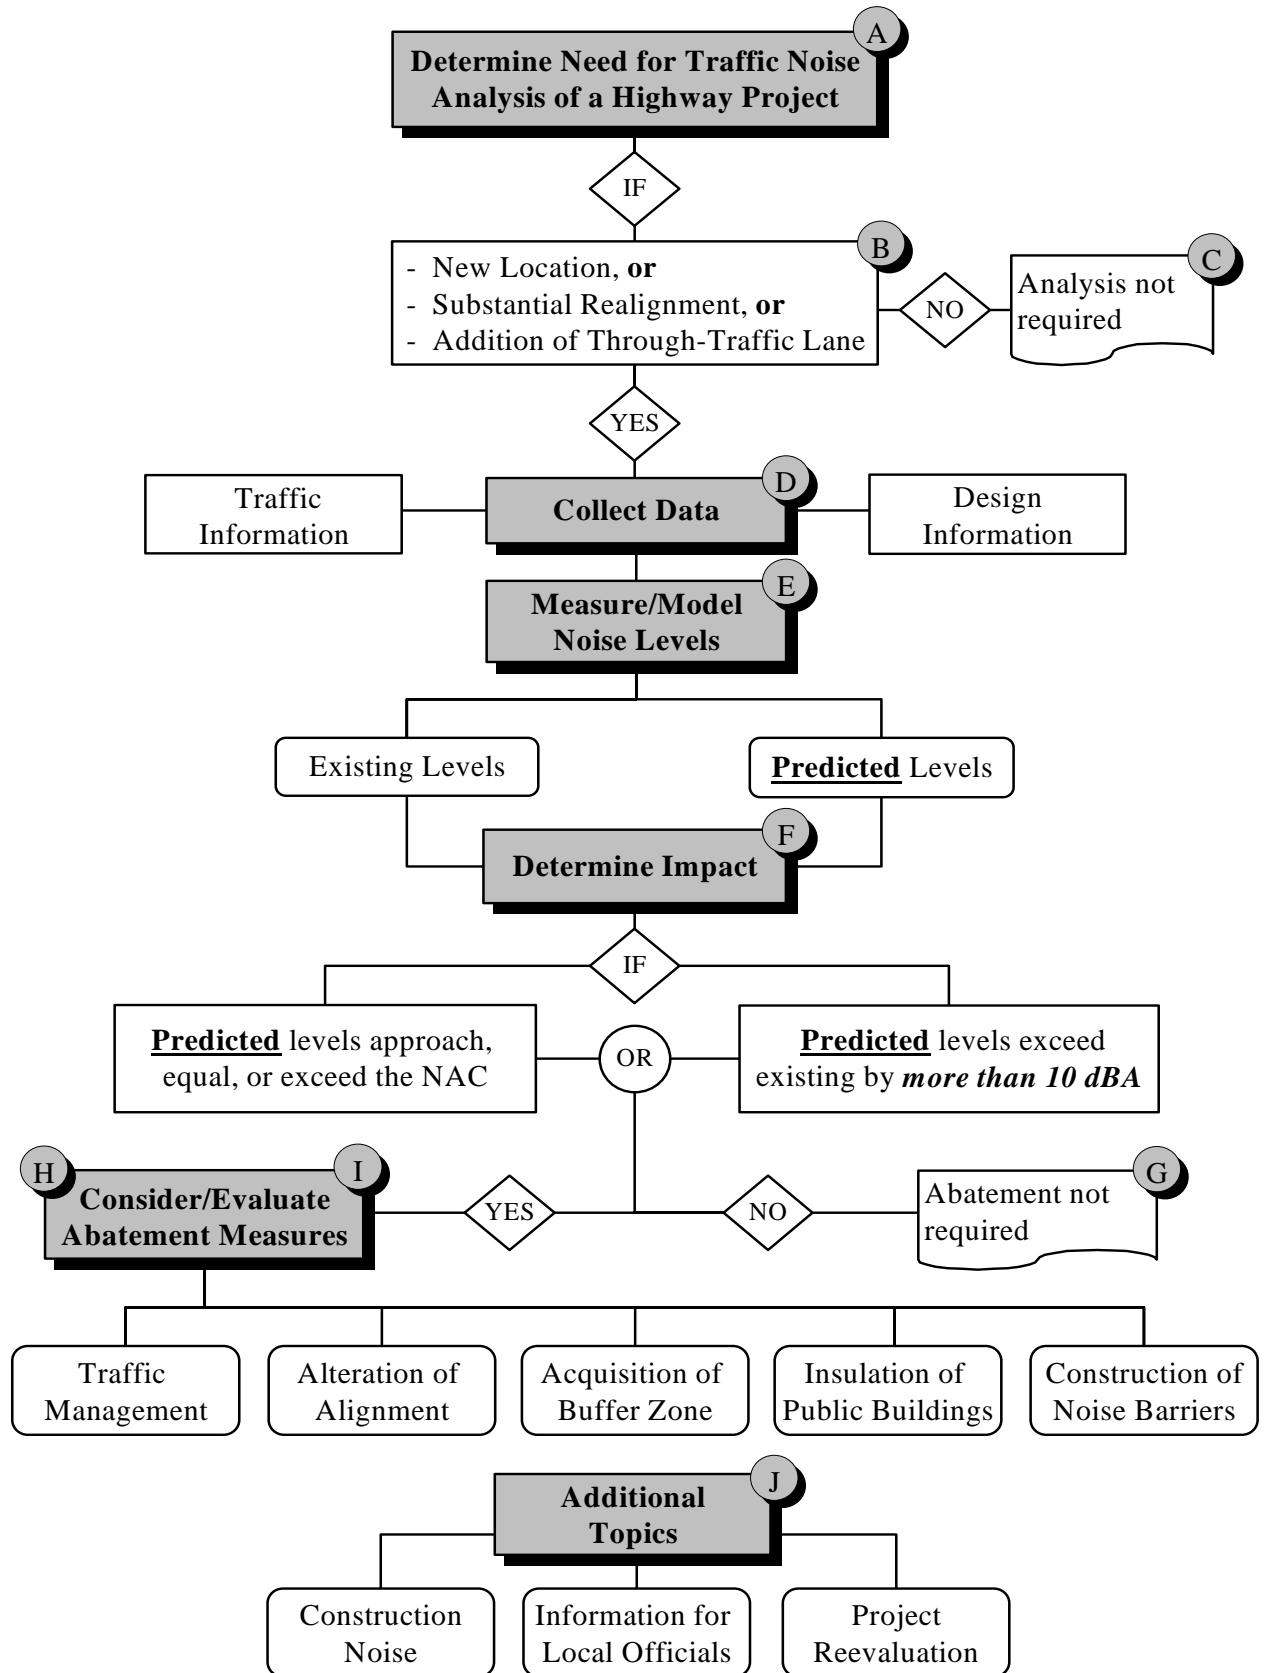 A
Determine Need for Traffic Noise
Analysis of a Highway Project
IF
B
- New Location, or
- Substantial Realignment, or
- Addition of Through-Traffic Lane
NO
C
Analysis not
required
YES
Traffic
Information
D
Collect Data
Design
Information
E
Measure/Model
Noise Levels
Existing Levels
Predicted Levels
F
Determine Impact
IF
Predicted levels approach,
equal, or exceed the NAC
OR
Predicted levels exceed
existing by more than 10 dBA
H
I
Consider/Evaluate
Abatement Measures
YES
NO
G
Abatement not
required
Traffic
Management
Alteration of
Alignment
Acquisition of
Buffer Zone
Insulation of
Public Buildings
Construction of
Noise Barriers
J
Additional
Topics
Construction
Noise
Information for
Local Officials
Project
Reevaluation